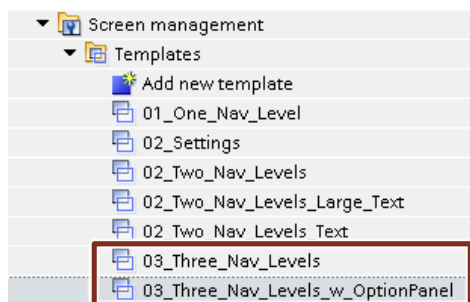 Screen management
Templates
Add new template
01_One_Nav_Level
02_Settings
02_Two_Nav_Levels
02_Two_Nav_Levels_Large_Text
02_Two_Nav_Levels_Text
03_Three_Nav_Levels
03_Three_Nav_Levels_w_OptionPanel